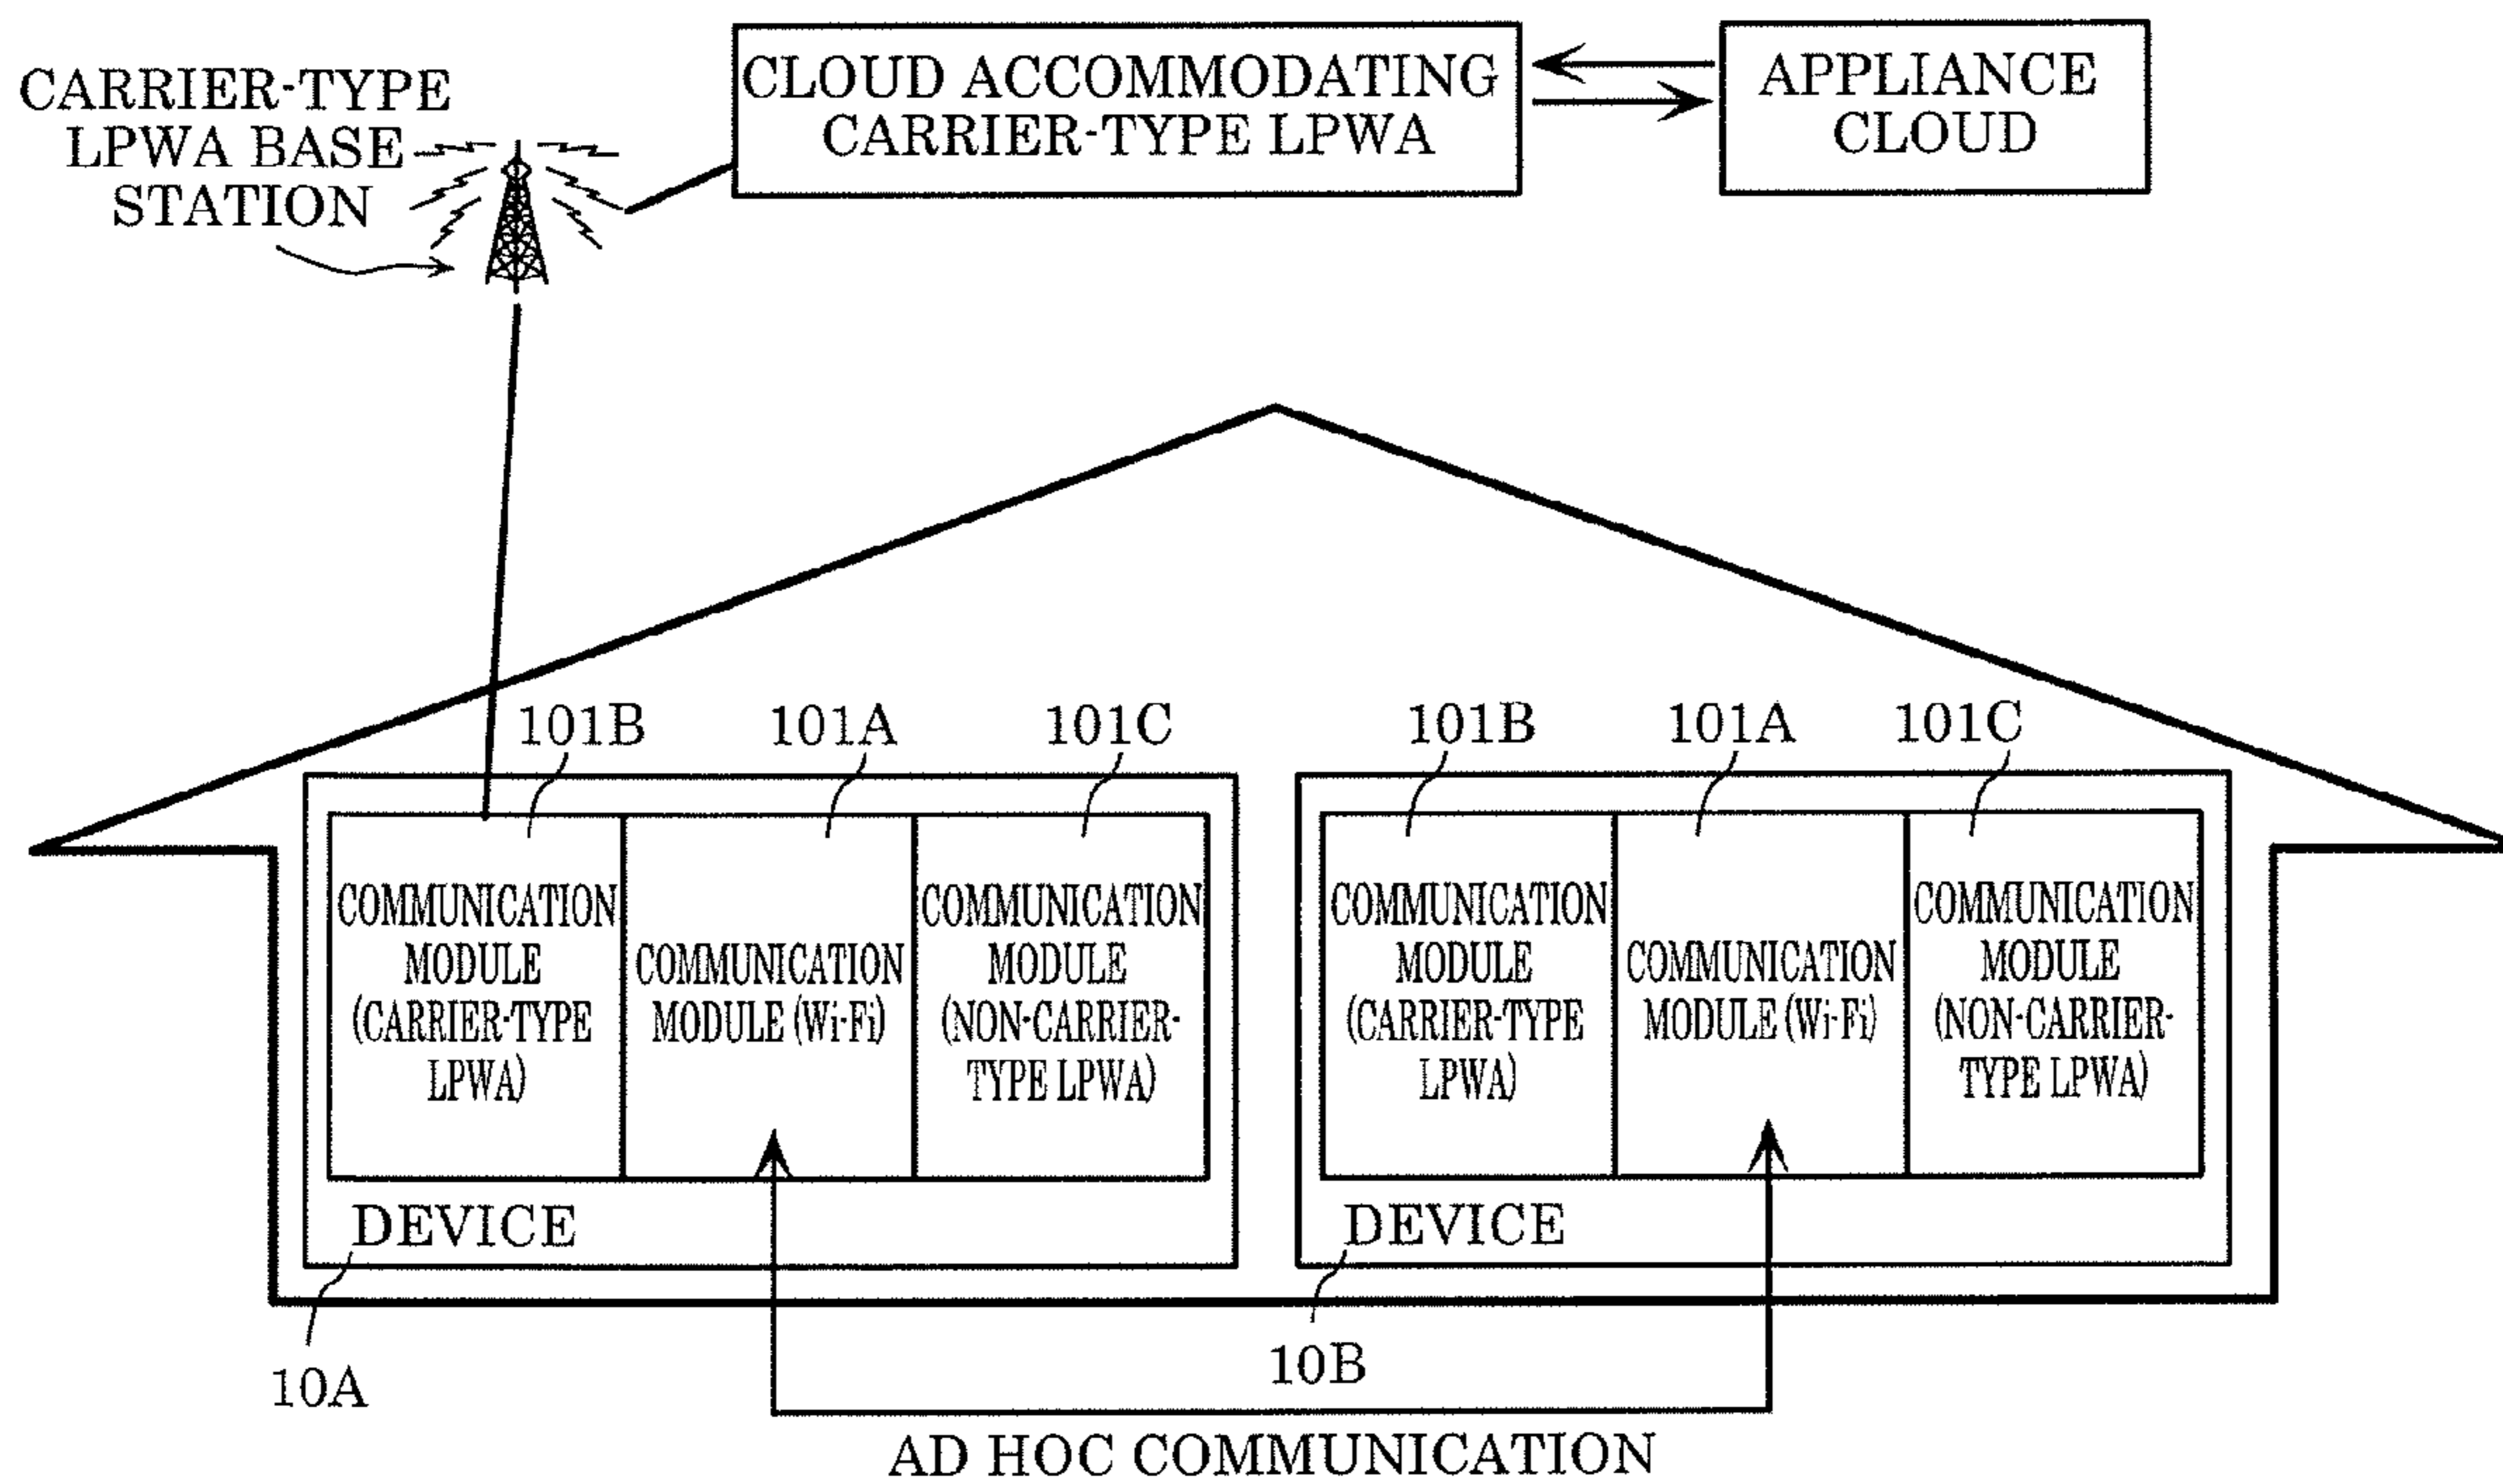 CARRIER-TYPE
LPWA BASE
STATION
CLOUD ACCOMMODATING
CARRIER-TYPE LPWA
APPLIANCE
CLOUD
101B
101A
101C
101B
101A
101C
COMMUNICATION
MODULE
(CARRIER-TYPE
LPWA)
COMMUNICATION
MODULE (Wi-Fi)
COMMUNICATION
MODULE
(NON-CARRIER-
TYPE LPWA)
DEVICE
10A
COMMUNICATION
MODULE
(CARRIER-TYPE
LPWA)
COMMUNICATION
MODULE (Wi-Fi)
COMMUNICATION
MODULE
(NON-CARRIER-
TYPE LPWA)
DEVICE
10B
AD HOC COMMUNICATION